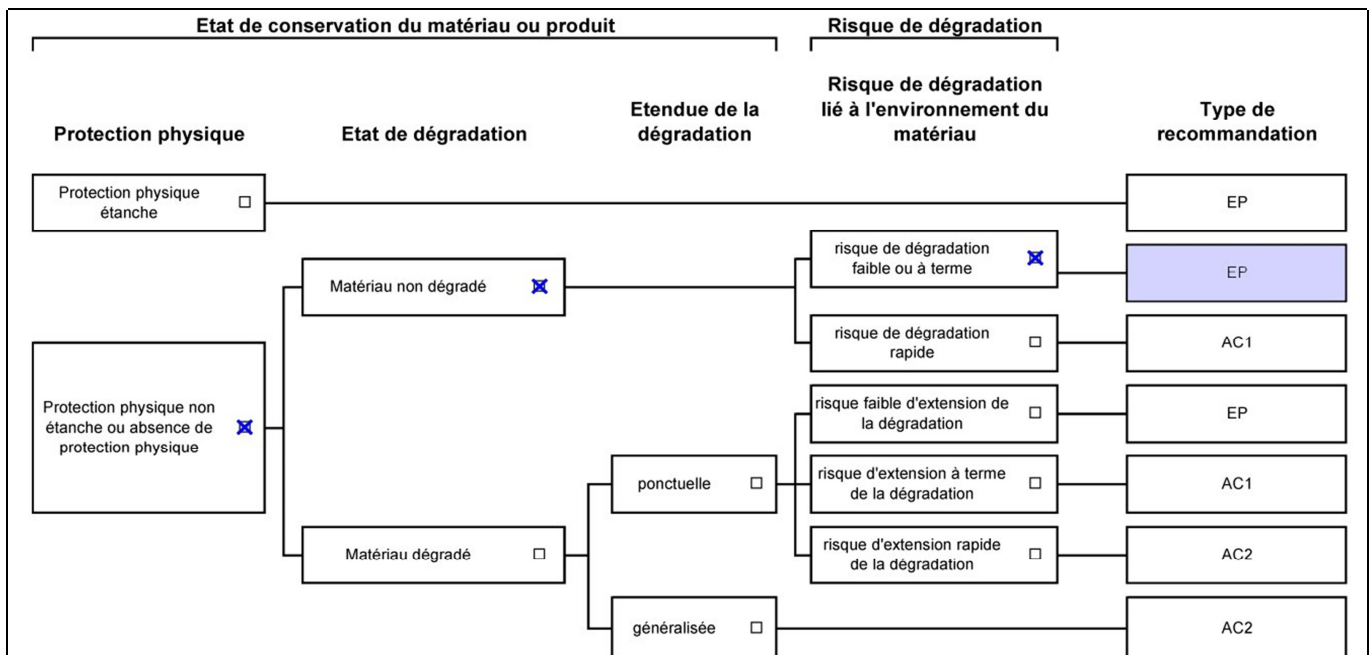 Etat de conservation du matériau ou produit
Risque de dégradation
Protection physique
Etat de dégradation
Etendue de la
dégradation
Risque de dégradation
lié à l'environnement du
matériau
Type de
recommandation
Protection physique
étanche
EP
Matériau non dégradé
risque de dégradation
faible ou à terme
EP
risque de dégradation
rapide
AC1
Protection physique non
étanche ou absence de
protection physique
risque faible d'extension de
la dégradation
EP
ponctuelle
risque d'extension à terme
de la dégradation
AC1
Matériau dégradé
risque d'extension rapide
de la dégradation
AC2
généralisée
AC2